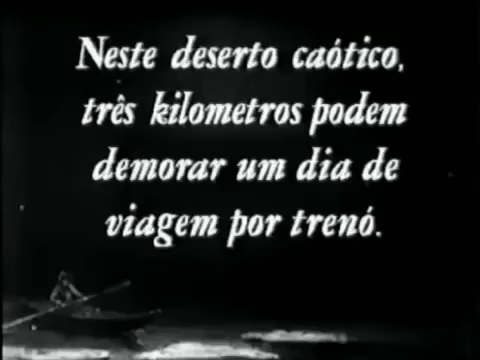 Neste deserto caótico,
três kilometros podem
demorar um dia de
viagem por trenó.